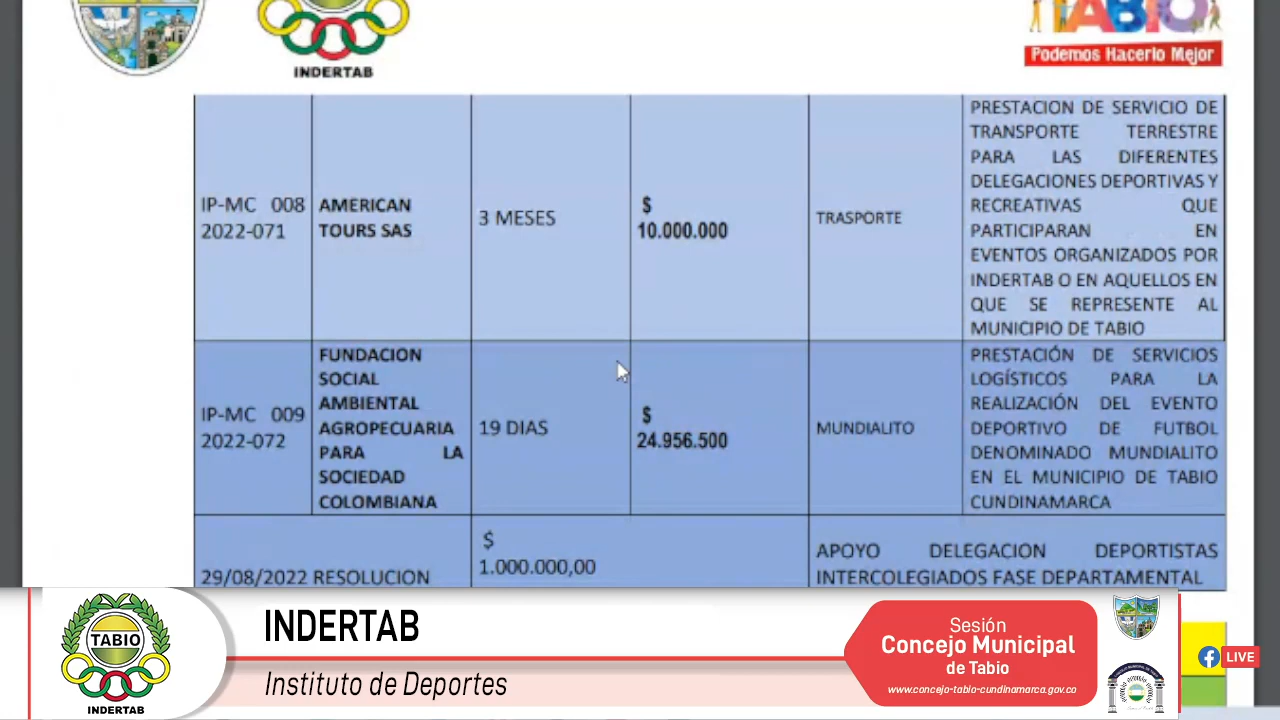 INDERTAB
TABIO
Podemos Hacerlo Mejor
IP-MC 008
2022-071
AMERICAN
TOURS SAS
3 MESES
$
10.000.000
TRASPORTE
PRESTACION DE SERVICIO DE
TRANSPORTE TERRESTRE
PARA LAS DIFERENTES
DELEGACIONES DEPORTIVAS Y
RECREATIVAS QUE
PARTICIPARAN EN
EVENTOS ORGANIZADOS POR
INDERTAB O EN AQUELLOS EN
QUE SE REPRESENTE AL
MUNICIPIO DE TABIO
IP-MC 009
2022-072
FUNDACION
SOCIAL
AMBIENTAL
AGROPECUARIA
PARA LA
SOCIEDAD
COLOMBIANA
19 DIAS
$
24.956.500
MUNDIALITO
PRESTACIÓN DE SERVICIOS
LOGÍSTICOS PARA LA
REALIZACIÓN DEL EVENTO
DEPORTIVO DE FUTBOL
DENOMINADO MUNDIALITO
EN EL MUNICIPIO DE TABIO
CUNDINAMARCA
29/08/2022 RESOLUCION
$
1.000.000,00
APOYO DELEGACION DEPORTISTAS
INTERCOLEGIADOS FASE DEPARTAMENTAL
TABIO
INDERTAB
INDERTAB
Instituto de Deportes
Sesión
Concejo Municipal
de Tabio
www.concejo-tabio-cundinamarca.gov.co
LIVE